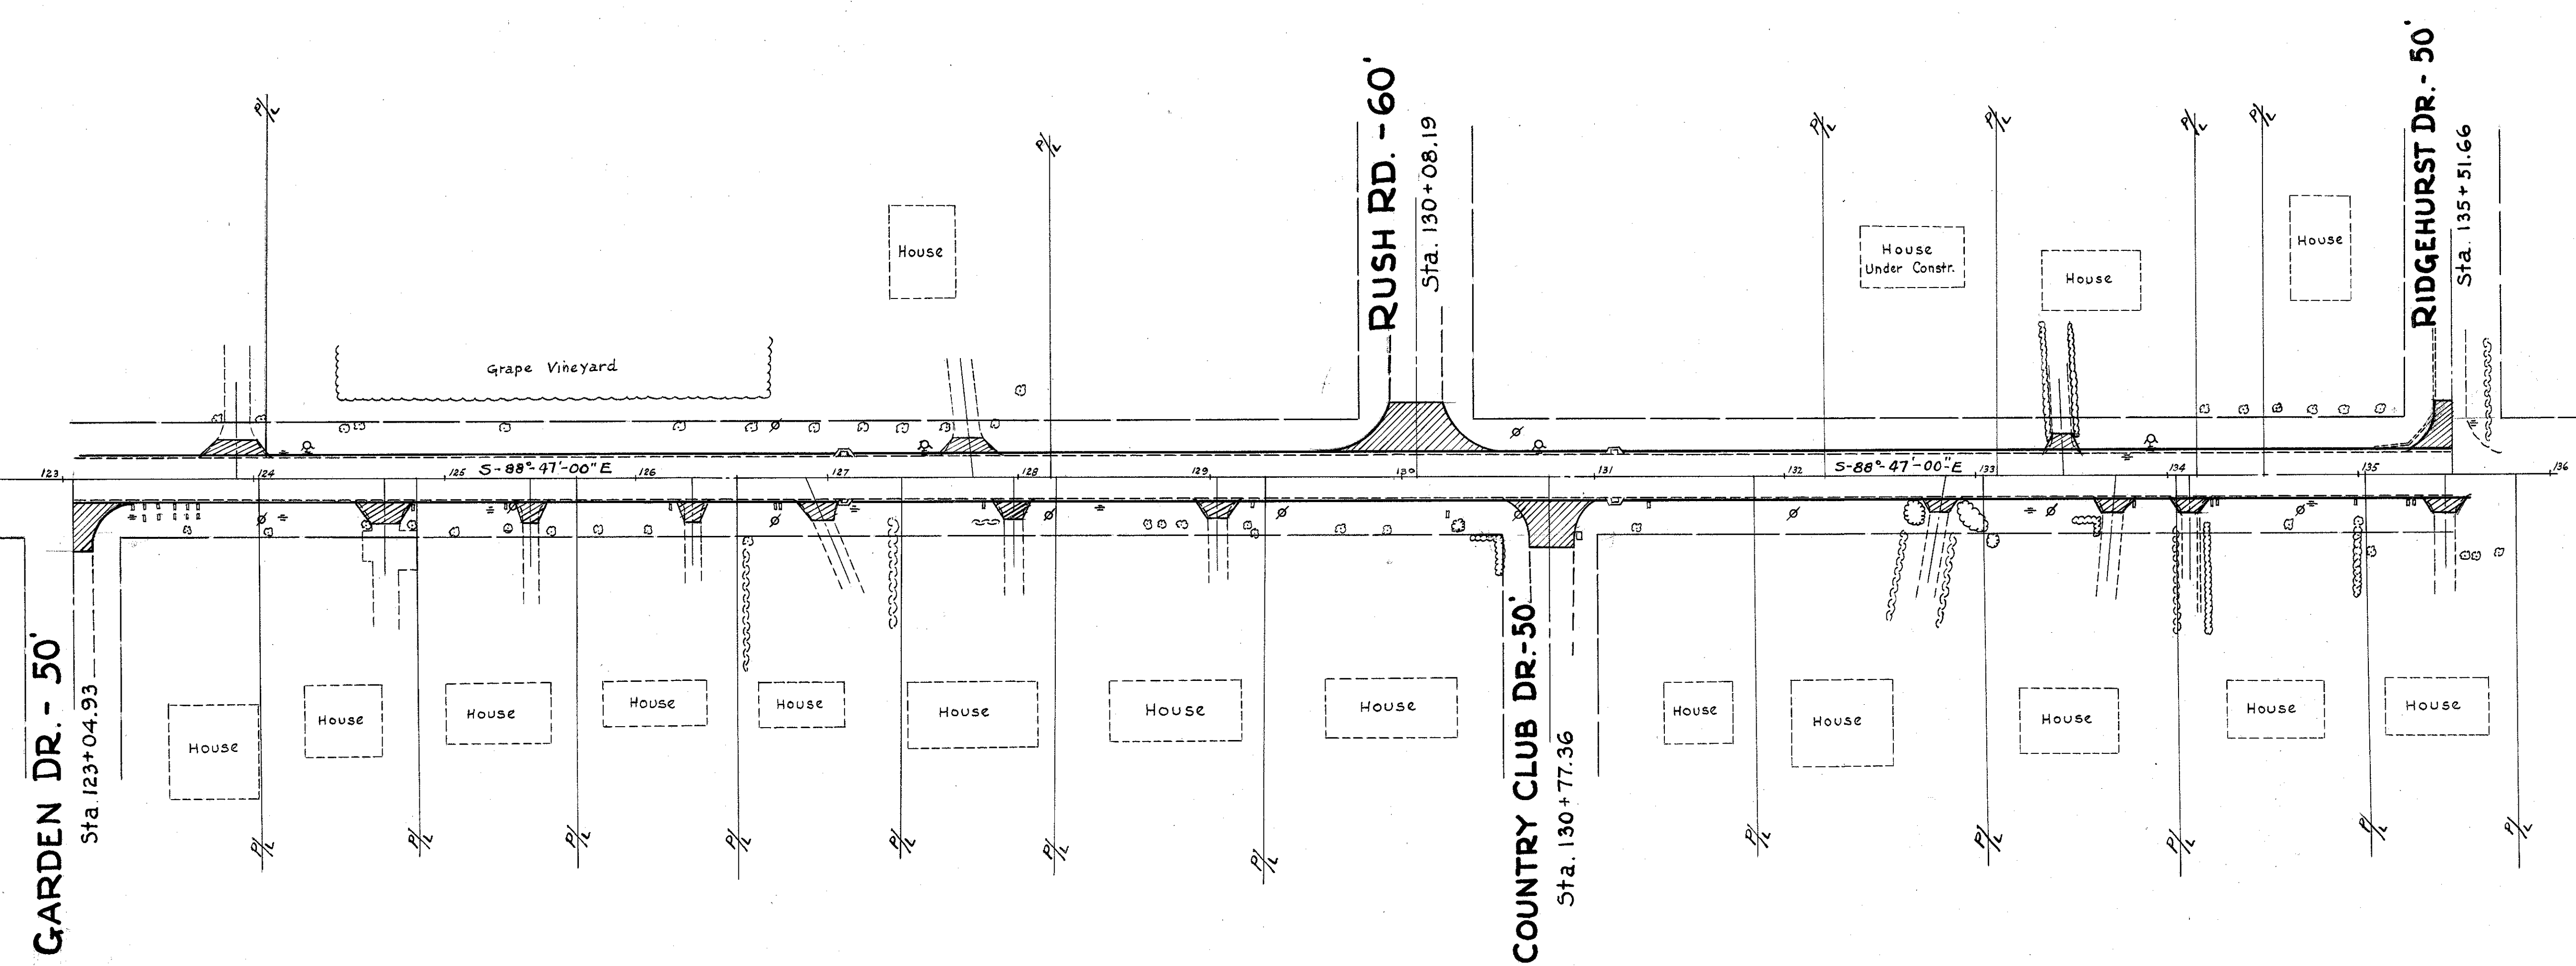 RUSH RD. - 60'
Sta. 130+08.19
RIDGEHURST DR. - 50'
Sta. 135+51.66
P/L
P/L
P/L
P/L
P/L
P/L
House
House
Under Constr.
House
House
Grape Vineyard
123
124
125
S-88°-47'-00" E
126
127
128
129
130
131
132
S-88°-47'-00" E
133
134
135
136
GARDEN DR. - 50'
Sta. 123+04.93
COUNTRY CLUB DR. - 50'
Sta. 130+77.36
House
House
House
House
House
House
House
House
House
House
House
House
House
P/L
P/L
P/L
P/L
P/L
P/L
P/L
P/L
P/L
P/L
P/L
P/L